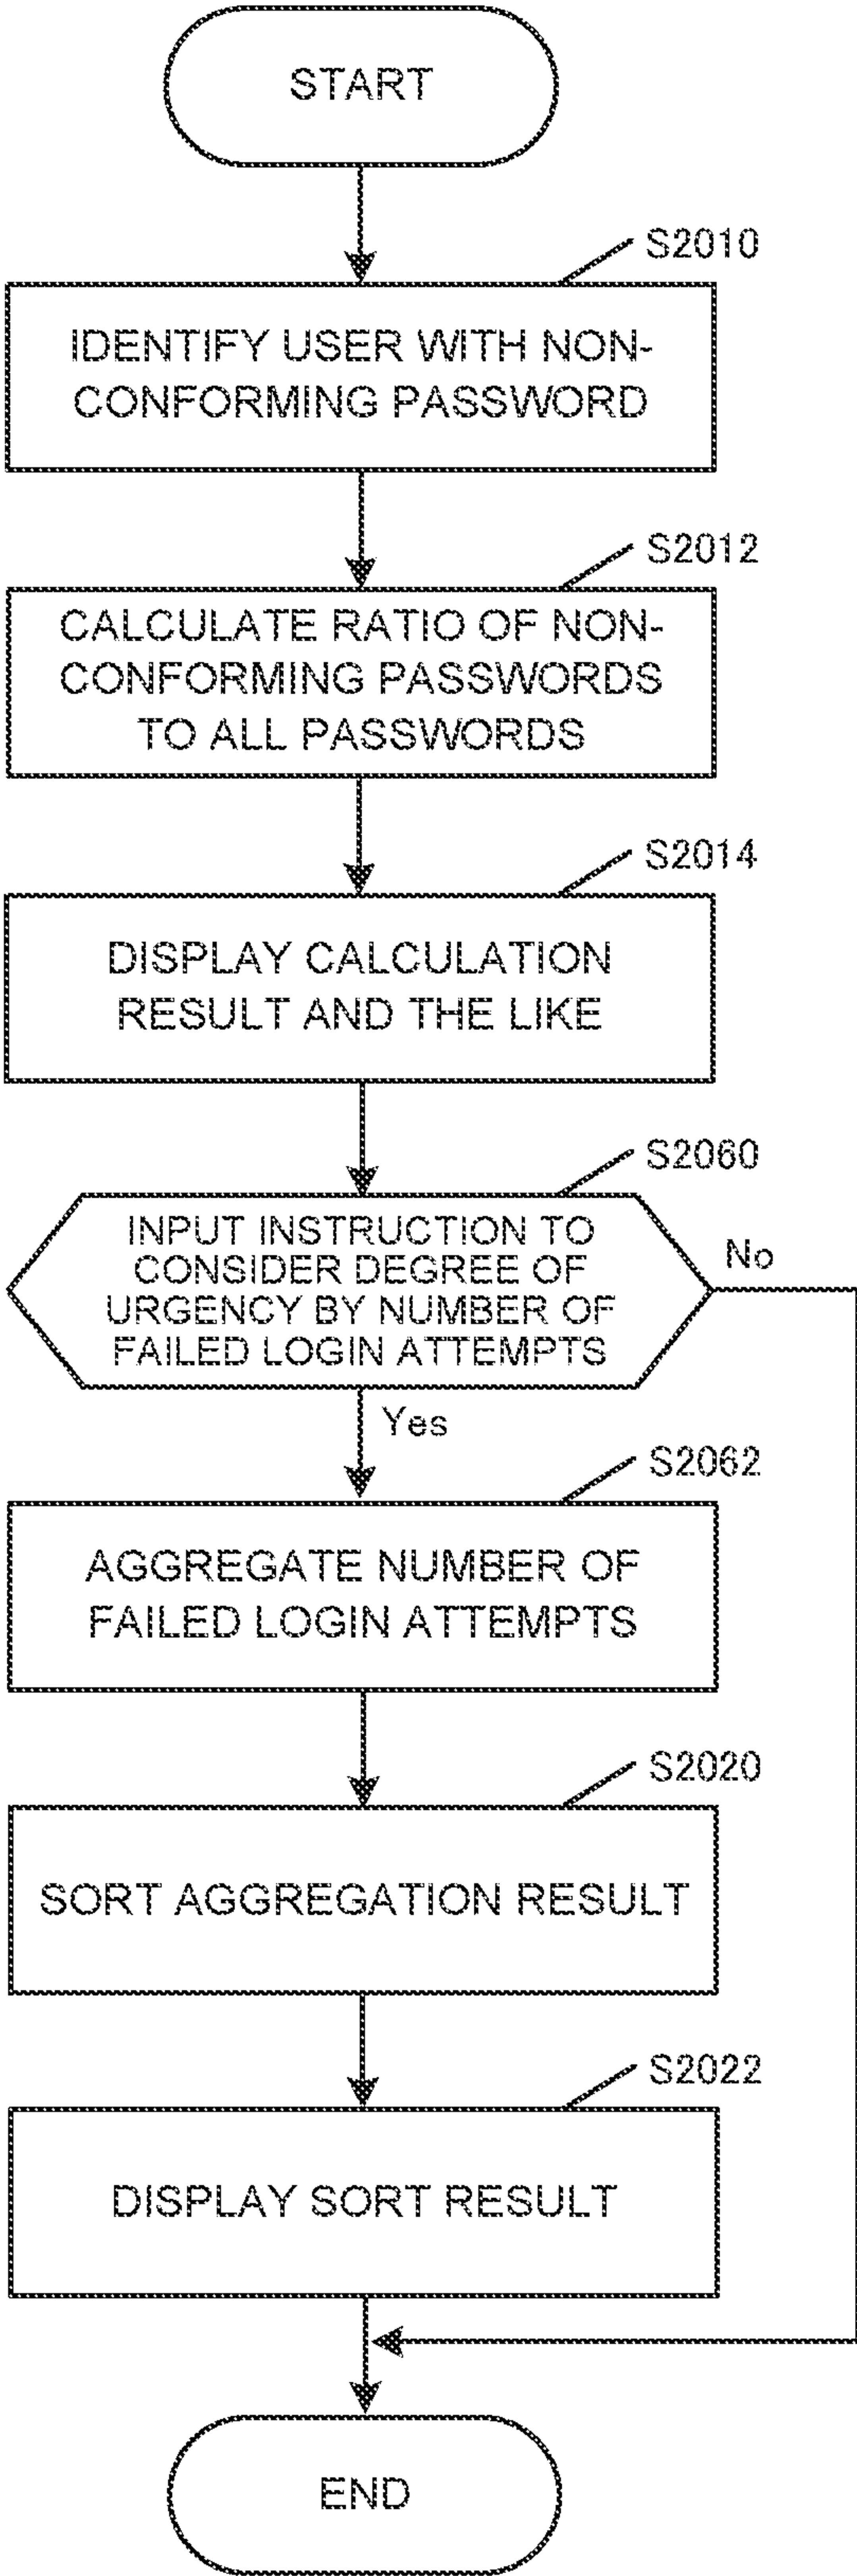 START
S2010
IDENTIFY USER WITH NON-
CONFORMING PASSWORD
S2012
CALCULATE RATIO OF NON-
CONFORMING PASSWORDS
TO ALL PASSWORDS
S2014
DISPLAY CALCULATION
RESULT AND THE LIKE
S2060
INPUT INSTRUCTION TO
CONSIDER DEGREE OF
URGENCY BY NUMBER OF
FAILED LOGIN ATTEMPTS
No
Yes
S2062
AGGREGATE NUMBER OF
FAILED LOGIN ATTEMPTS
S2020
SORT AGGREGATION RESULT
S2022
DISPLAY SORT RESULT
END